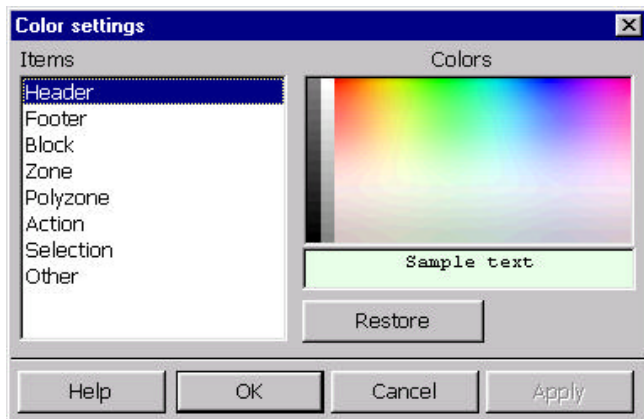 Color settings
Items
Colors
Header
Footer
Block
Zone
Polyzone
Action
Selection
Other
Sample text
Restore
Help
OK
Cancel
Apply